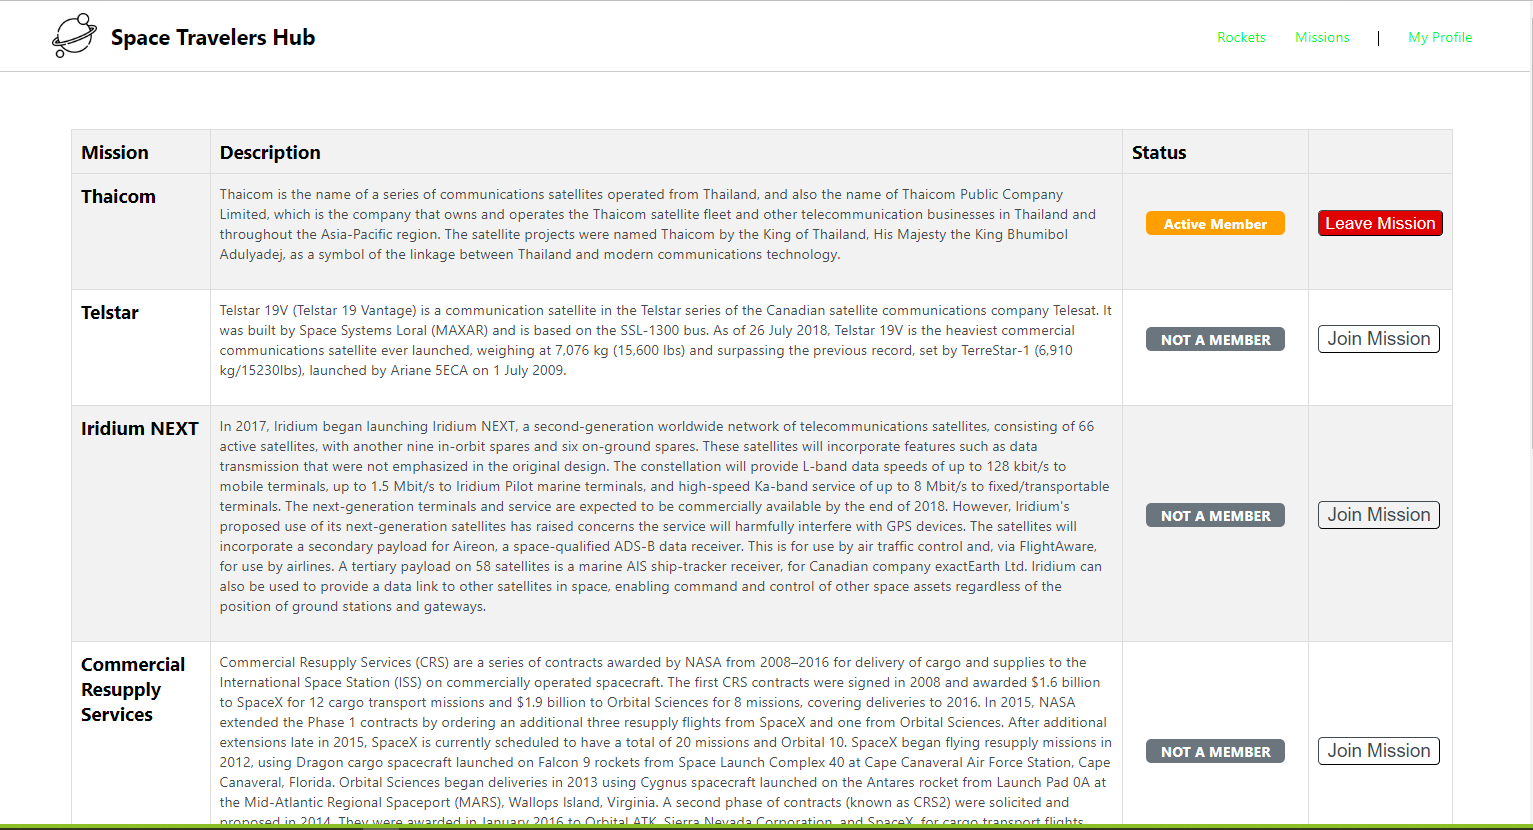 Space Travelers Hub
Rockets Missions | My Profile
Mission Description Status
Thaicom
Thaicom is the name of a series of communications satellites operated from Thailand, and also the name of Thaicom Public Company
Limited, which is the company that owns and operates the Thaicom satellite fleet and other telecommunication businesses in Thailand and
throughout the Asia-Pacific region. The satellite projects were named Thaicom by the King of Thailand, His Majesty the King Bhumibol
Adulyadej, as a symbol of the linkage between Thailand and modern communications technology.
Active Member
Leave Mission
Telstar
Telstar 19V (Telstar 19 Vantage) is a communication satellite in the Telstar series of the Canadian satellite communications company Telesat. It
was built by Space Systems Loral (MAXAR) and is based on the SSL-1300 bus. As of 26 July 2018, Telstar 19V is the heaviest commercial
communications satellite ever launched, weighing at 7,076 kg (15,600 lbs) and surpassing the previous record, set by TerreStar-1 (6,910
kg/15230lbs), launched by Ariane 5ECA on 1 July 2009.
NOT A MEMBER
Join Mission
Iridium NEXT
In 2017, Iridium began launching Iridium NEXT, a second-generation worldwide network of telecommunications satellites, consisting of 66
active satellites, with another nine in-orbit spares and six on-ground spares. These satellites will incorporate features such as data
transmission that were not emphasized in the original design. The constellation will provide L-band data speeds of up to 128 kbit/s to
mobile terminals, up to 1.5 Mbit/s to Iridium Pilot marine terminals, and high-speed Ka-band service of up to 8 Mbit/s to fixed/transportable
terminals. The next-generation terminals and service are expected to be commercially available by the end of 2018. However, Iridium's
proposed use of its next-generation satellites has raised concerns the service will harmfully interfere with GPS devices. The satellites will
incorporate a secondary payload for Aireon, a space-qualified ADS-B data receiver. This is for use by air traffic control and, via FlightAware,
for use by airlines. A tertiary payload on 58 satellites is a marine AIS ship-tracker receiver, for Canadian company exactEarth Ltd. Iridium can
also be used to provide a data link to other satellites in space, enabling command and control of other space assets regardless of the
position of ground stations and gateways.
NOT A MEMBER
Join Mission
Commercial
Resupply
Services
Commercial Resupply Services (CRS) are a series of contracts awarded by NASA from 2008–2016 for delivery of cargo and supplies to the
International Space Station (ISS) on commercially operated spacecraft. The first CRS contracts were signed in 2008 and awarded $1.6 billion
to SpaceX for 12 cargo transport missions and $1.9 billion to Orbital Sciences for 8 missions, covering deliveries to 2016. In 2015, NASA
extended the Phase 1 contracts by ordering an additional three resupply flights from SpaceX and one from Orbital Sciences. After additional
extensions late in 2015, SpaceX is currently scheduled to have a total of 20 missions and Orbital 10. SpaceX began flying resupply missions in
2012, using Dragon cargo spacecraft launched on Falcon 9 rockets from Space Launch Complex 40 at Cape Canaveral Air Force Station, Cape
Canaveral, Florida. Orbital Sciences began deliveries in 2013 using Cygnus spacecraft launched on the Antares rocket from Launch Pad 0A at
the Mid-Atlantic Regional Spaceport (MARS), Wallops Island, Virginia. A second phase of contracts (known as CRS2) were solicited and
proposed in 2014. They were awarded in January 2016 to Orbital ATK, Sierra Nevada Corporation, and SpaceX, for cargo transport flights
NOT A MEMBER
Join Mission